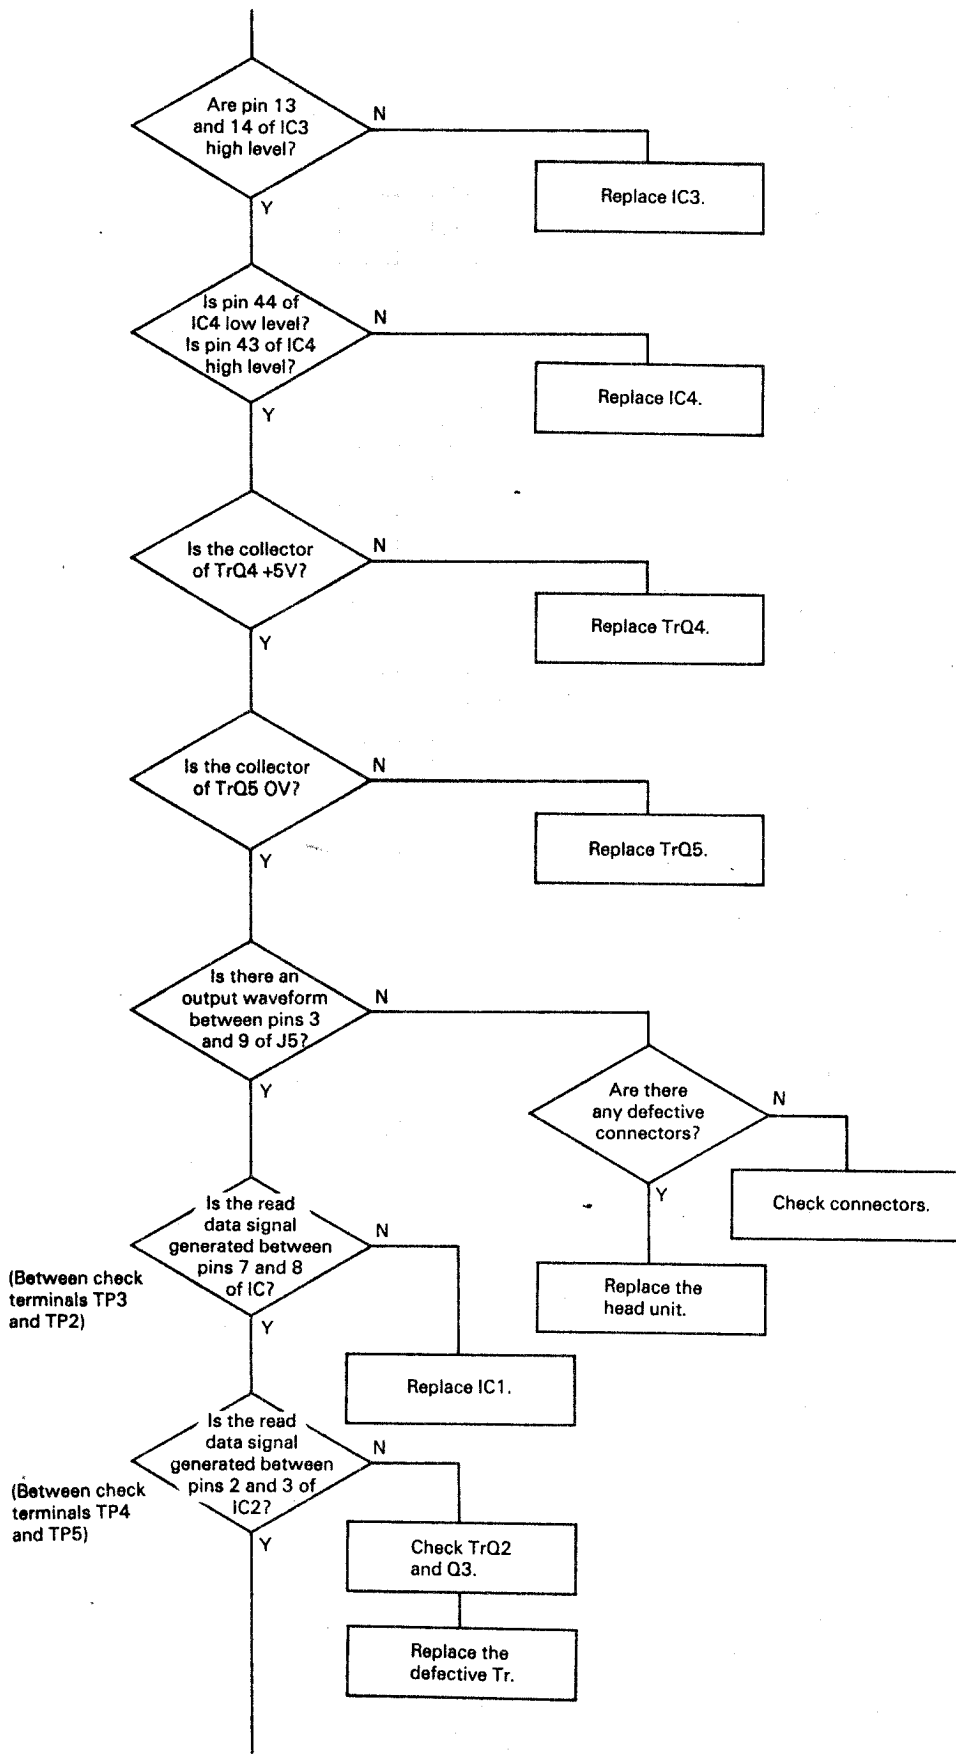 Are pin 13
and 14 of IC3
high level?
N
Y
Replace IC3.
Is pin 44 of
IC4 low level?
Is pin 43 of IC4
high level?
N
Y
Replace IC4.
Is the collector
of TrQ4 +5V?
N
Y
Replace TrQ4.
Is the collector
of TrQ5 OV?
N
Y
Replace TrQ5.
Is there an
output waveform
between pins 3
and 9 of J5?
N
Y
Are there
any defective
connectors?
N
Y
Check connectors.
Replace the
head unit.
Is the read
data signal
generated between
pins 7 and 8
of IC?
N
Y
(Between check
terminals TP3
and TP2)
Replace IC1.
Is the read
data signal
generated between
pins 2 and 3 of
IC2?
N
Y
(Between check
terminals TP4
and TP5)
Check TrQ2
and Q3.
Replace the
defective Tr.